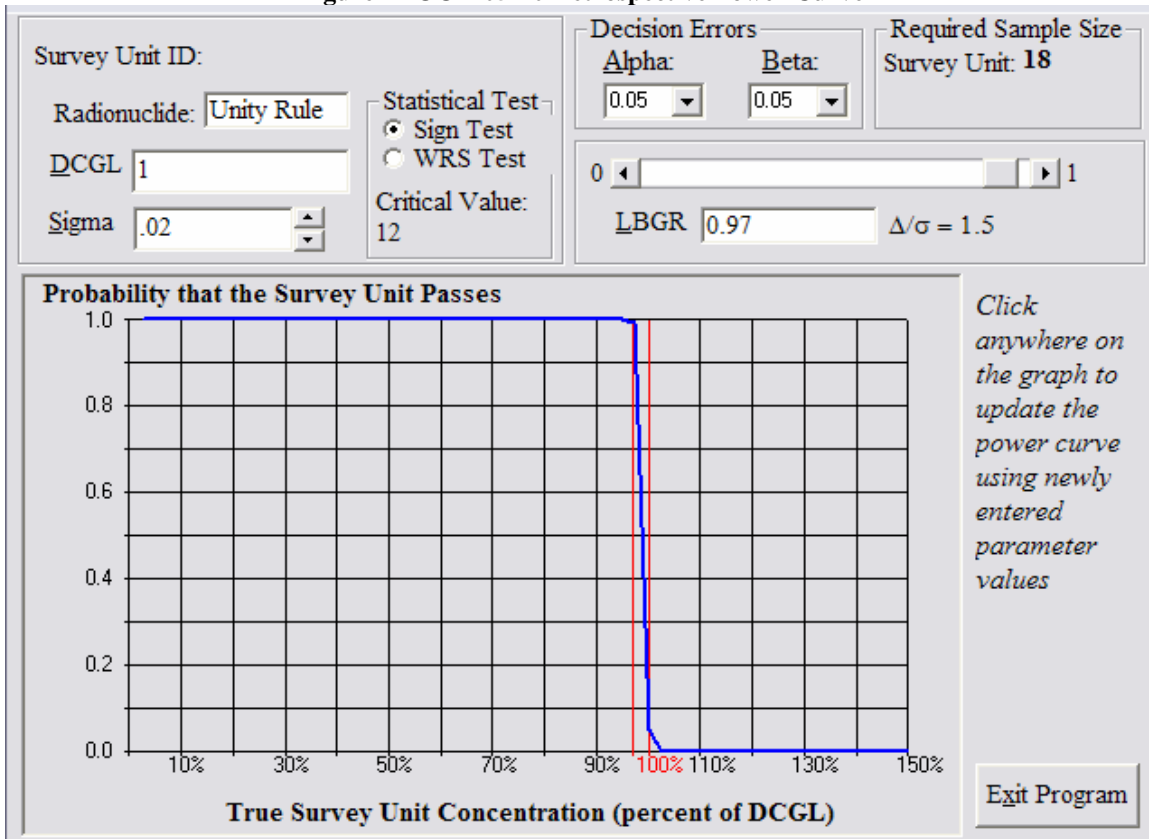 Survey Unit ID:
Radionuclide: Unity Rule
DCGL 1
Sigma .02
Statistical Test
Sign Test
WRS Test
Critical Value:
12
Decision Errors
Alpha: Beta:
0.05 0.05
Required Sample Size
Survey Unit: 18
0 1
LBGR 0.97 Δ/σ = 1.5
Probability that the Survey Unit Passes
1.0
0.8
0.6
0.4
0.2
0.0
10% 30% 50% 70% 90% 100% 110% 130% 150%
True Survey Unit Concentration (percent of DCGL)
Click
anywhere on
the graph to
update the
power curve
using newly
entered
parameter
values
Exit Program